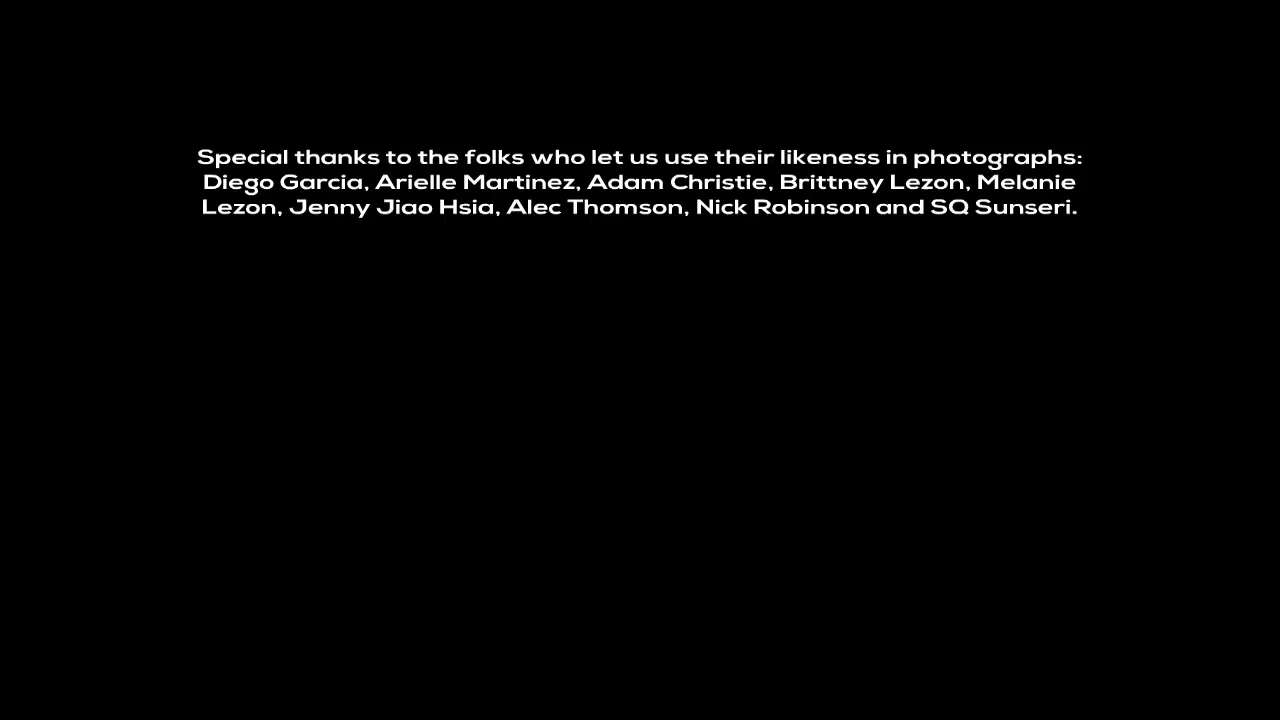 Special thanks to the folks who let us use their likeness in photographs:
Diego Garcia, Arielle Martinez, Adam Christie, Brittney Lezon, Melanie
Lezon, Jenny Jiao Hsia, Alec Thomson, Nick Robinson and SQ Sunseri.